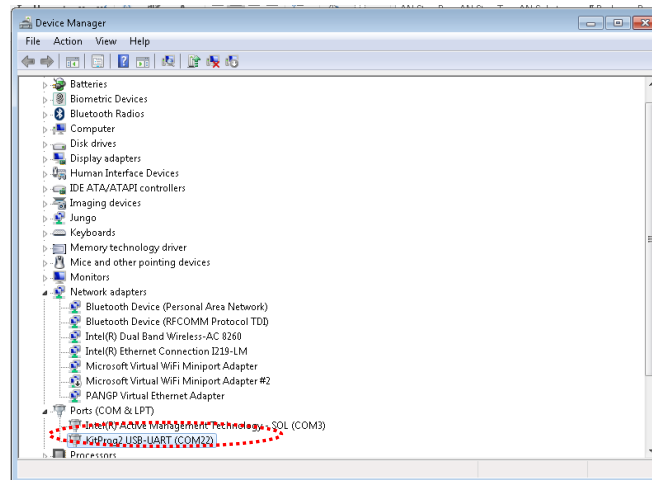 Device Manager
File Action View Help
Batteries
Biometric Devices
Bluetooth Radios
Computer
Disk drives
Display adapters
Human Interface Devices
IDE ATA/ATAPI controllers
Imaging devices
Jungo
Keyboards
Memory technology driver
Mice and other pointing devices
Monitors
Network adapters
Bluetooth Device (Personal Area Network)
Bluetooth Device (RFCOMM Protocol TDI)
Intel(R) Dual Band Wireless-AC 8260
Intel(R) Ethernet Connection I219-LM
Microsoft Virtual WiFi Miniport Adapter
Microsoft Virtual WiFi Miniport Adapter #2
PANGP Virtual Ethernet Adapter
Ports (COM & LPT)
Intel(R) Active Management Technology - SOL (COM3)
KitProg2 USB-UART (COM22)
Processors